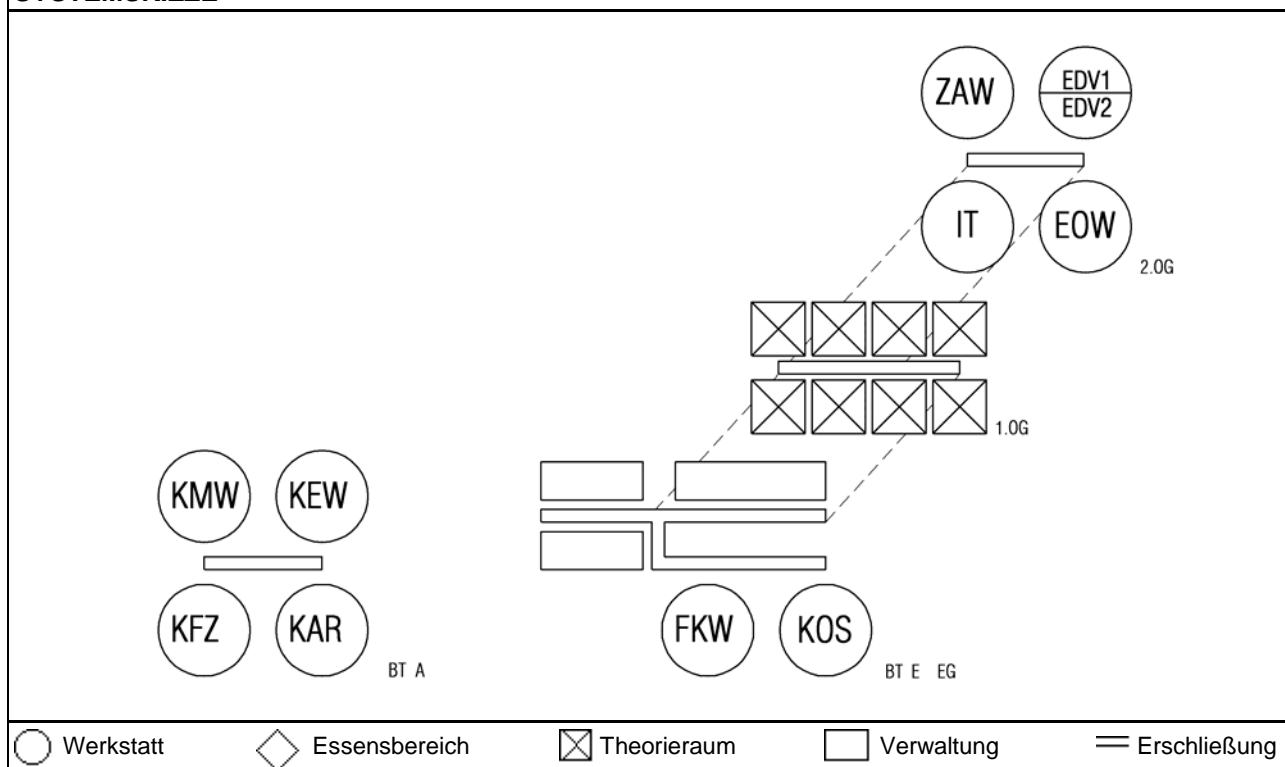 ZAW
EDV1
EDV2
IT
EOW
2.OG
1.OG
KMW
KEW
KFZ
KAR
BT A
FKW
KOS
BT E EG
Werkstatt
Essensbereich
Theorieraum
Verwaltung
Erschließung